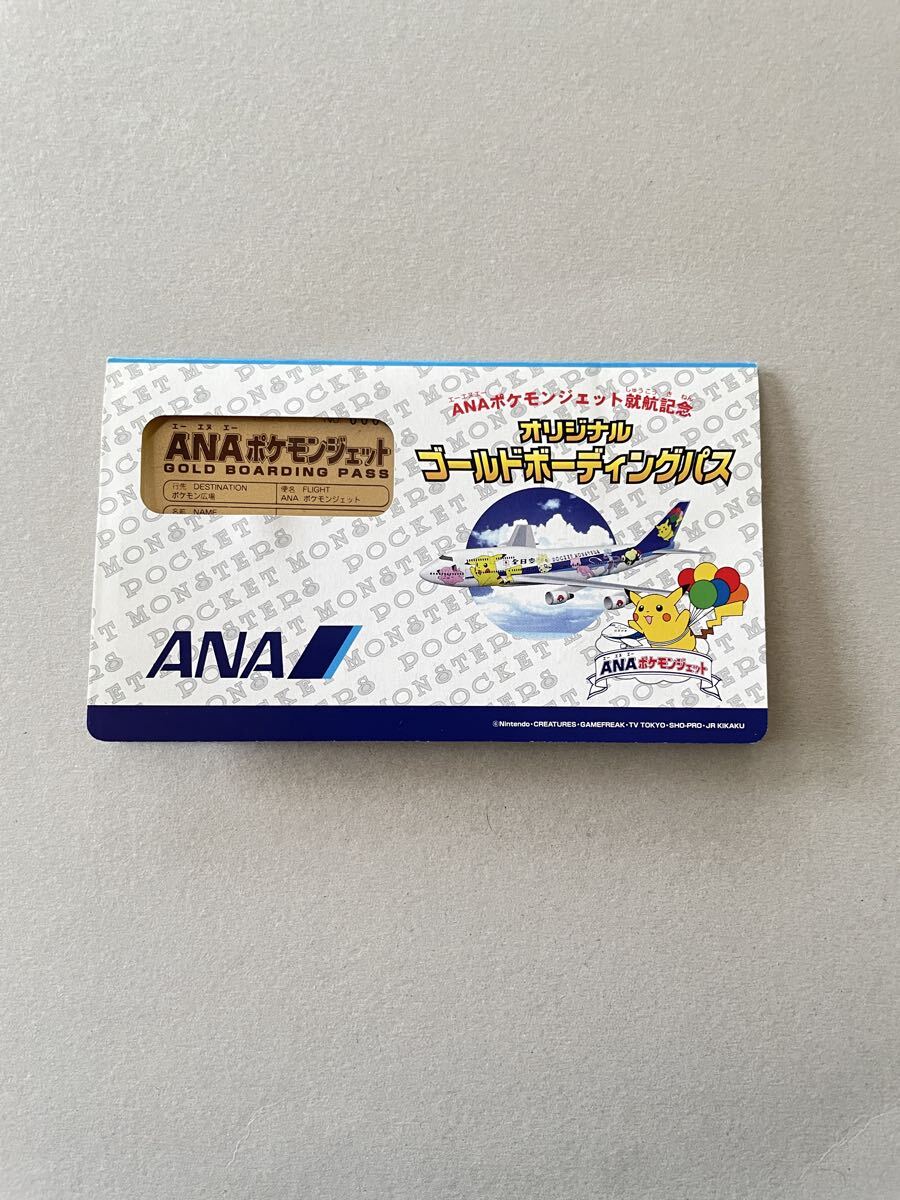 エーエヌエー しゅうこう きねん
ANAポケモンジェット就航記念
オリジナル
ゴールドボーディングパス
エー エヌ エー
ANAポケモンジェット
GOLD BOARDING PASS
行先 DESTINATION
ポケモン広場
便名 FLIGHT
ANA ポケモンジェット
名前 NAME
POCKET MONSTERS
全日空
POCKET MONSTERS
ANA
エー エヌ エー
ANAポケモンジェット
©Nintendo・CREATURES・GAMEFREAK・TV TOKYO・SHO-PRO・JR KIKAKU